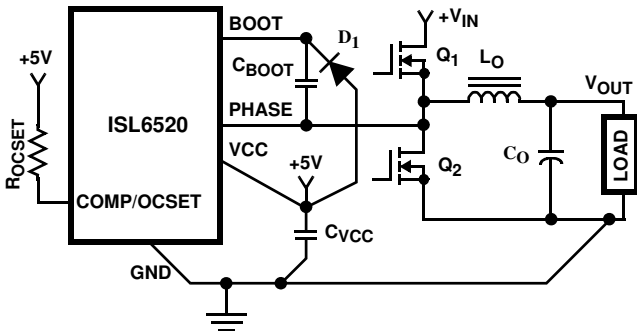 BOOT
D1
+VIN
+5V
CBOOT
Q1
LO
VOUT
ISL6520
PHASE
ROCSET
VCC
+5V
Q2
CO
LOAD
COMP/OCSET
CVCC
GND